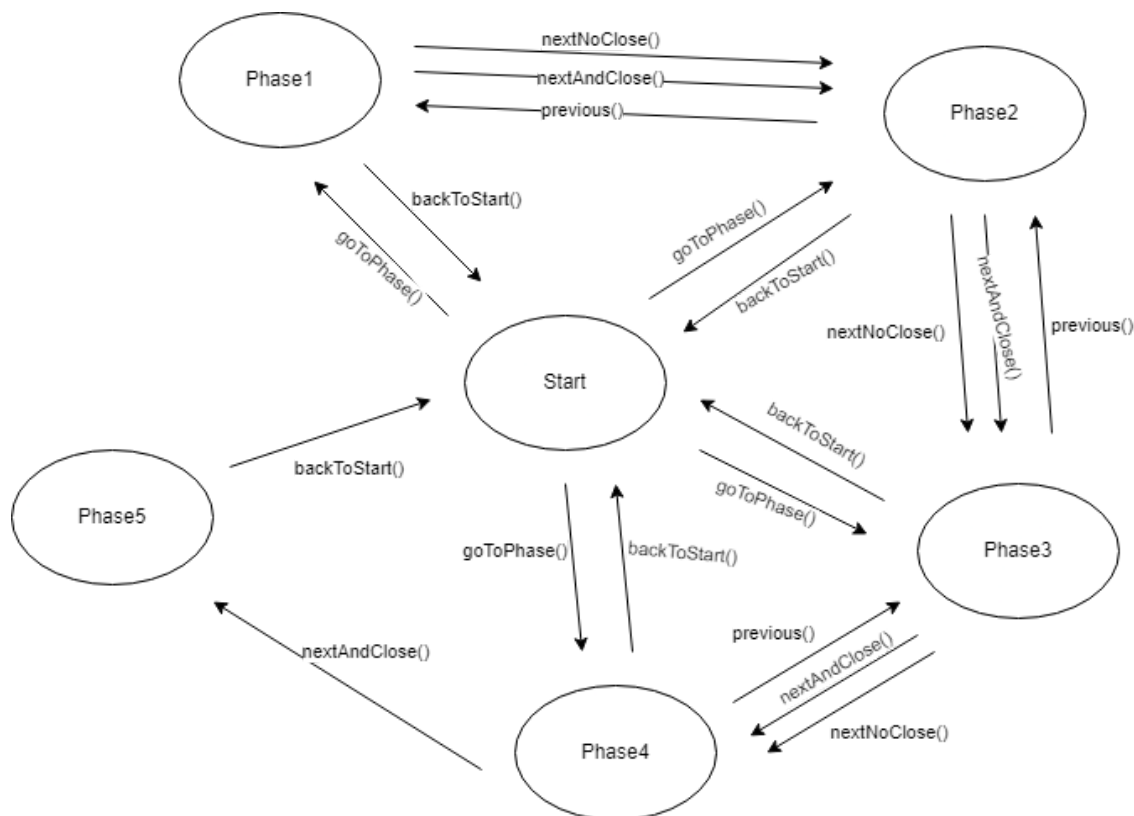 nextNoClose()
Phase1
nextAndClose()
previous()
Phase2
backToStart()
goToPhase()
goToPhase()
backToStart()
nextNoClose()
nextAndClose()
previous()
Start
backToStart()
goToPhase()
backToStart()
Phase5
goToPhase()
backToStart()
Phase3
previous()
nextAndClose()
nextAndClose()
nextNoClose()
Phase4